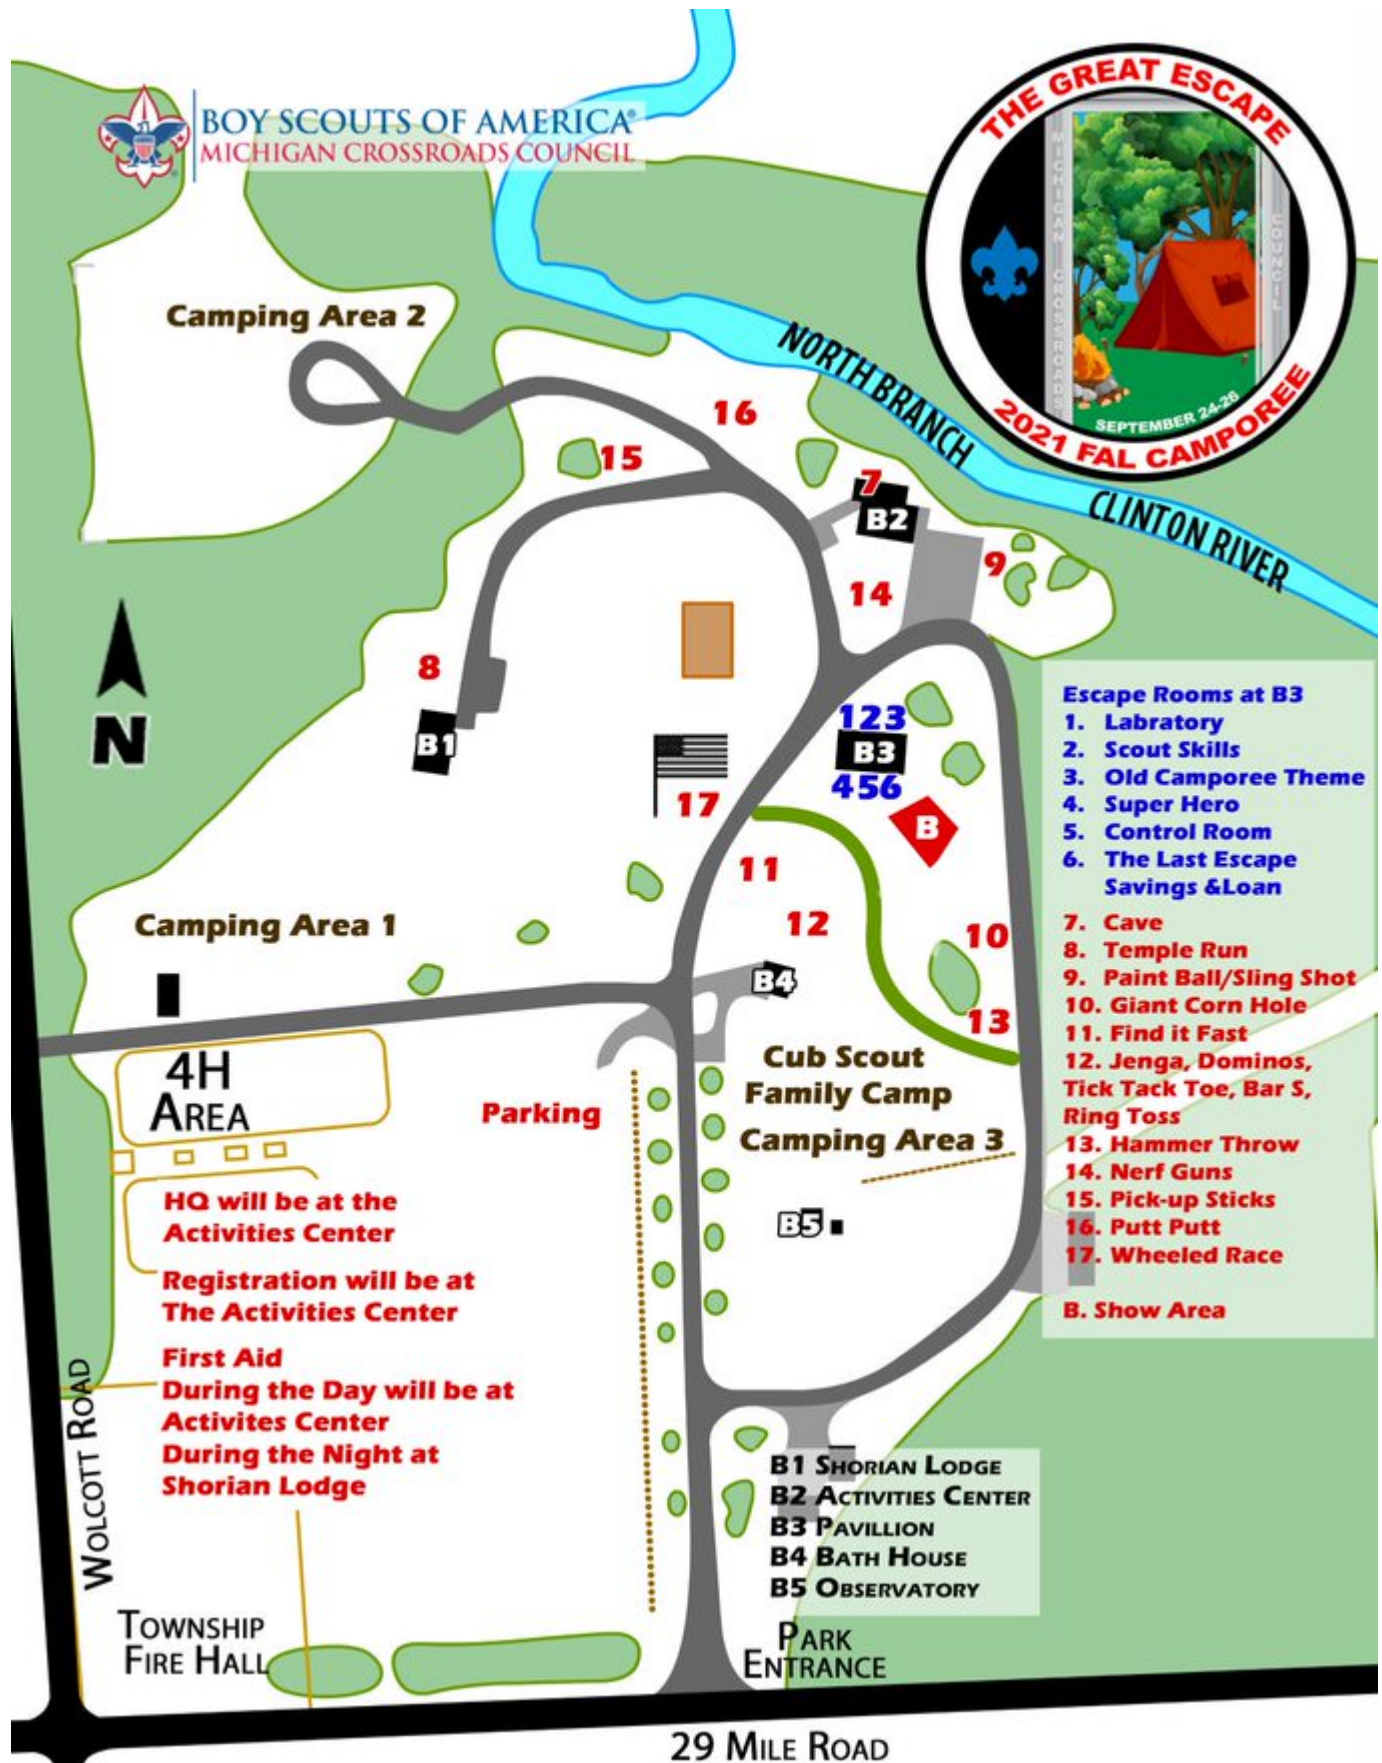 BOY SCOUTS OF AMERICA®
MICHIGAN CROSSROADS COUNCIL
THE GREAT ESCAPE
MICHIGAN CROSSROADS
COUNCIL
SEPTEMBER 24-26
2021 FAL CAMPOREE
Camping Area 2
NORTH BRANCH
CLINTON RIVER
16
15
7
B2
9
14
8
N
B1
123
B3
456
17
B
11
12
10
Camping Area 1
B4
13
4H
AREA
Parking
Cub Scout
Family Camp
Camping Area 3
B5
Escape Rooms at B3
1. Labratory
2. Scout Skills
3. Old Camporee Theme
4. Super Hero
5. Control Room
6. The Last Escape
Savings &Loan
7. Cave
8. Temple Run
9. Paint Ball/Sling Shot
10. Giant Corn Hole
11. Find it Fast
12. Jenga, Dominos,
Tick Tack Toe, Bar S,
Ring Toss
13. Hammer Throw
14. Nerf Guns
15. Pick-up Sticks
16. Putt Putt
17. Wheeled Race
B. Show Area
HQ will be at the
Activities Center
Registration will be at
The Activities Center
First Aid
During the Day will be at
Activites Center
During the Night at
Shorian Lodge
WOLCOTT ROAD
B1 SHORIAN LODGE
B2 ACTIVITIES CENTER
B3 PAVILLION
B4 BATH HOUSE
B5 OBSERVATORY
TOWNSHIP
FIRE HALL
PARK
ENTRANCE
29 MILE ROAD